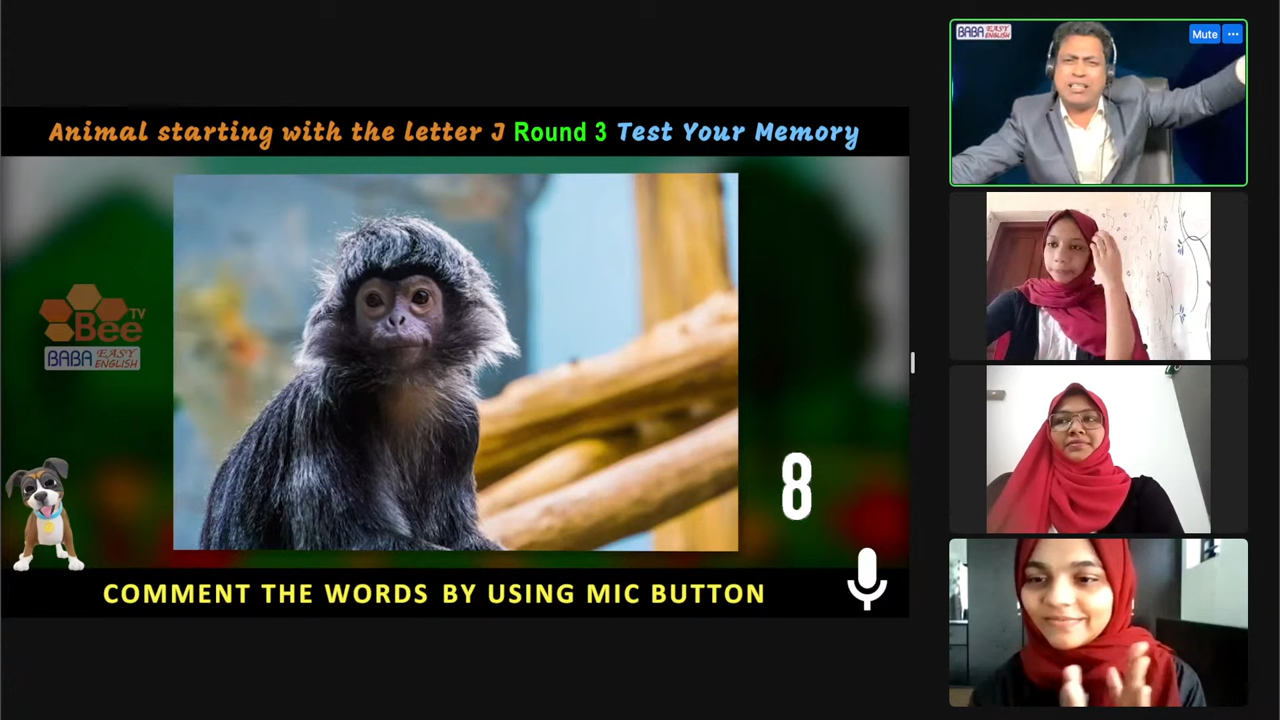 Animal starting with the letter J Round 3 Test Your Memory
Bee TV
BABA EASY ENGLISH
8
COMMENT THE WORDS BY USING MIC BUTTON
BABA EASY ENGLISH
Mute